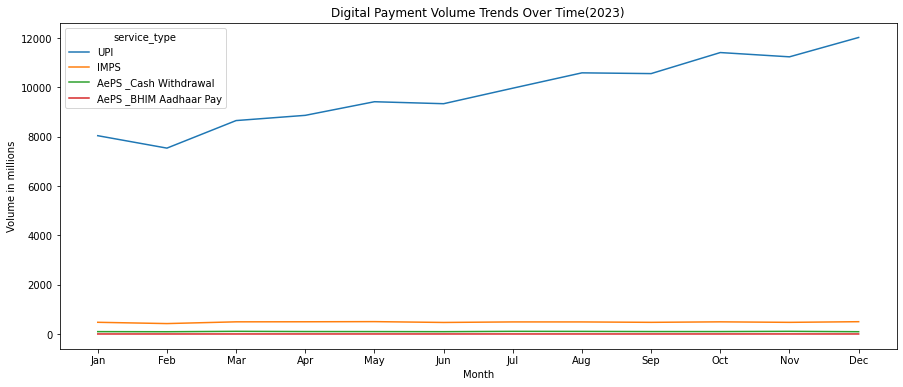 Digital Payment Volume Trends Over Time(2023)
service_type
UPI
IMPS
AePS _Cash Withdrawal
AePS _BHIM Aadhaar Pay
Volume in millions
12000
10000
8000
6000
4000
2000
0
Jan Feb Mar Apr May Jun Jul Aug Sep Oct Nov Dec
Month